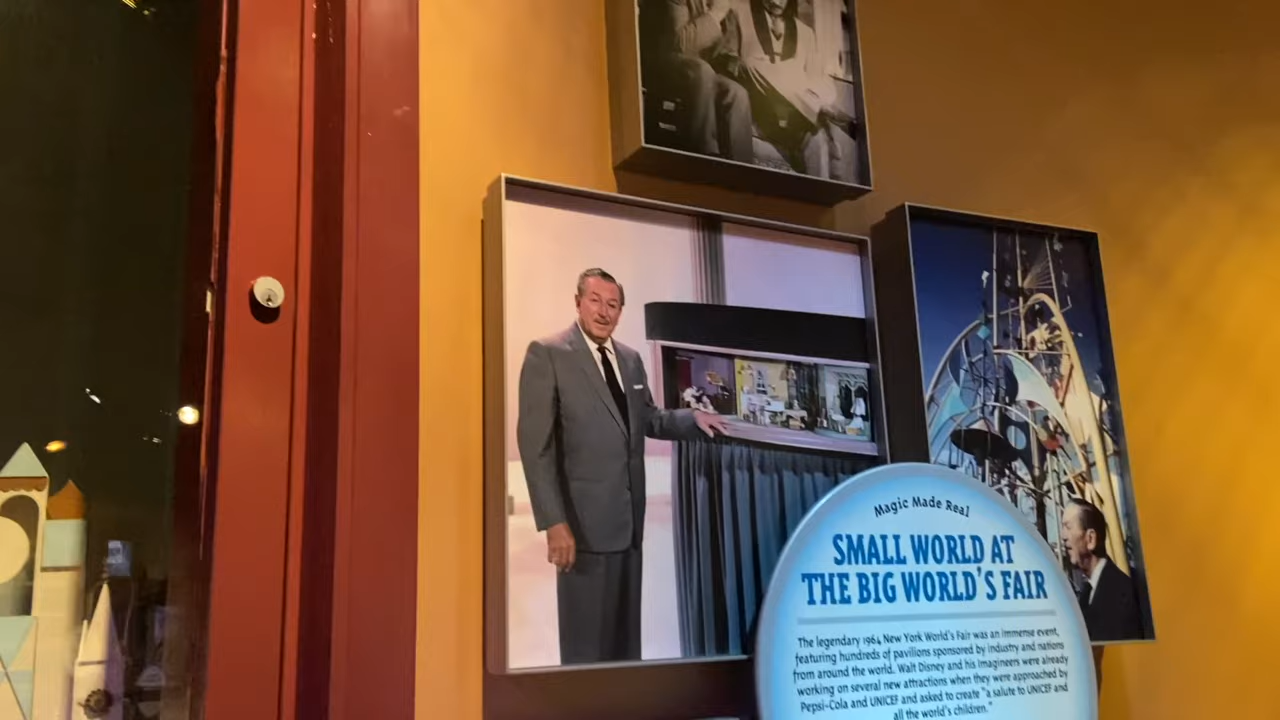 Magic Made Real
SMALL WORLD AT
THE BIG WORLD'S FAIR
The legendary 1964 New York World's Fair was an immense event,
featuring hundreds of pavilions sponsored by industry and nations
from around the world. Walt Disney and his Imagineers were already
working on several new attractions when they were approached by
Pepsi-Cola and UNICEF and asked to create "a salute to UNICEF and
all the world's children."